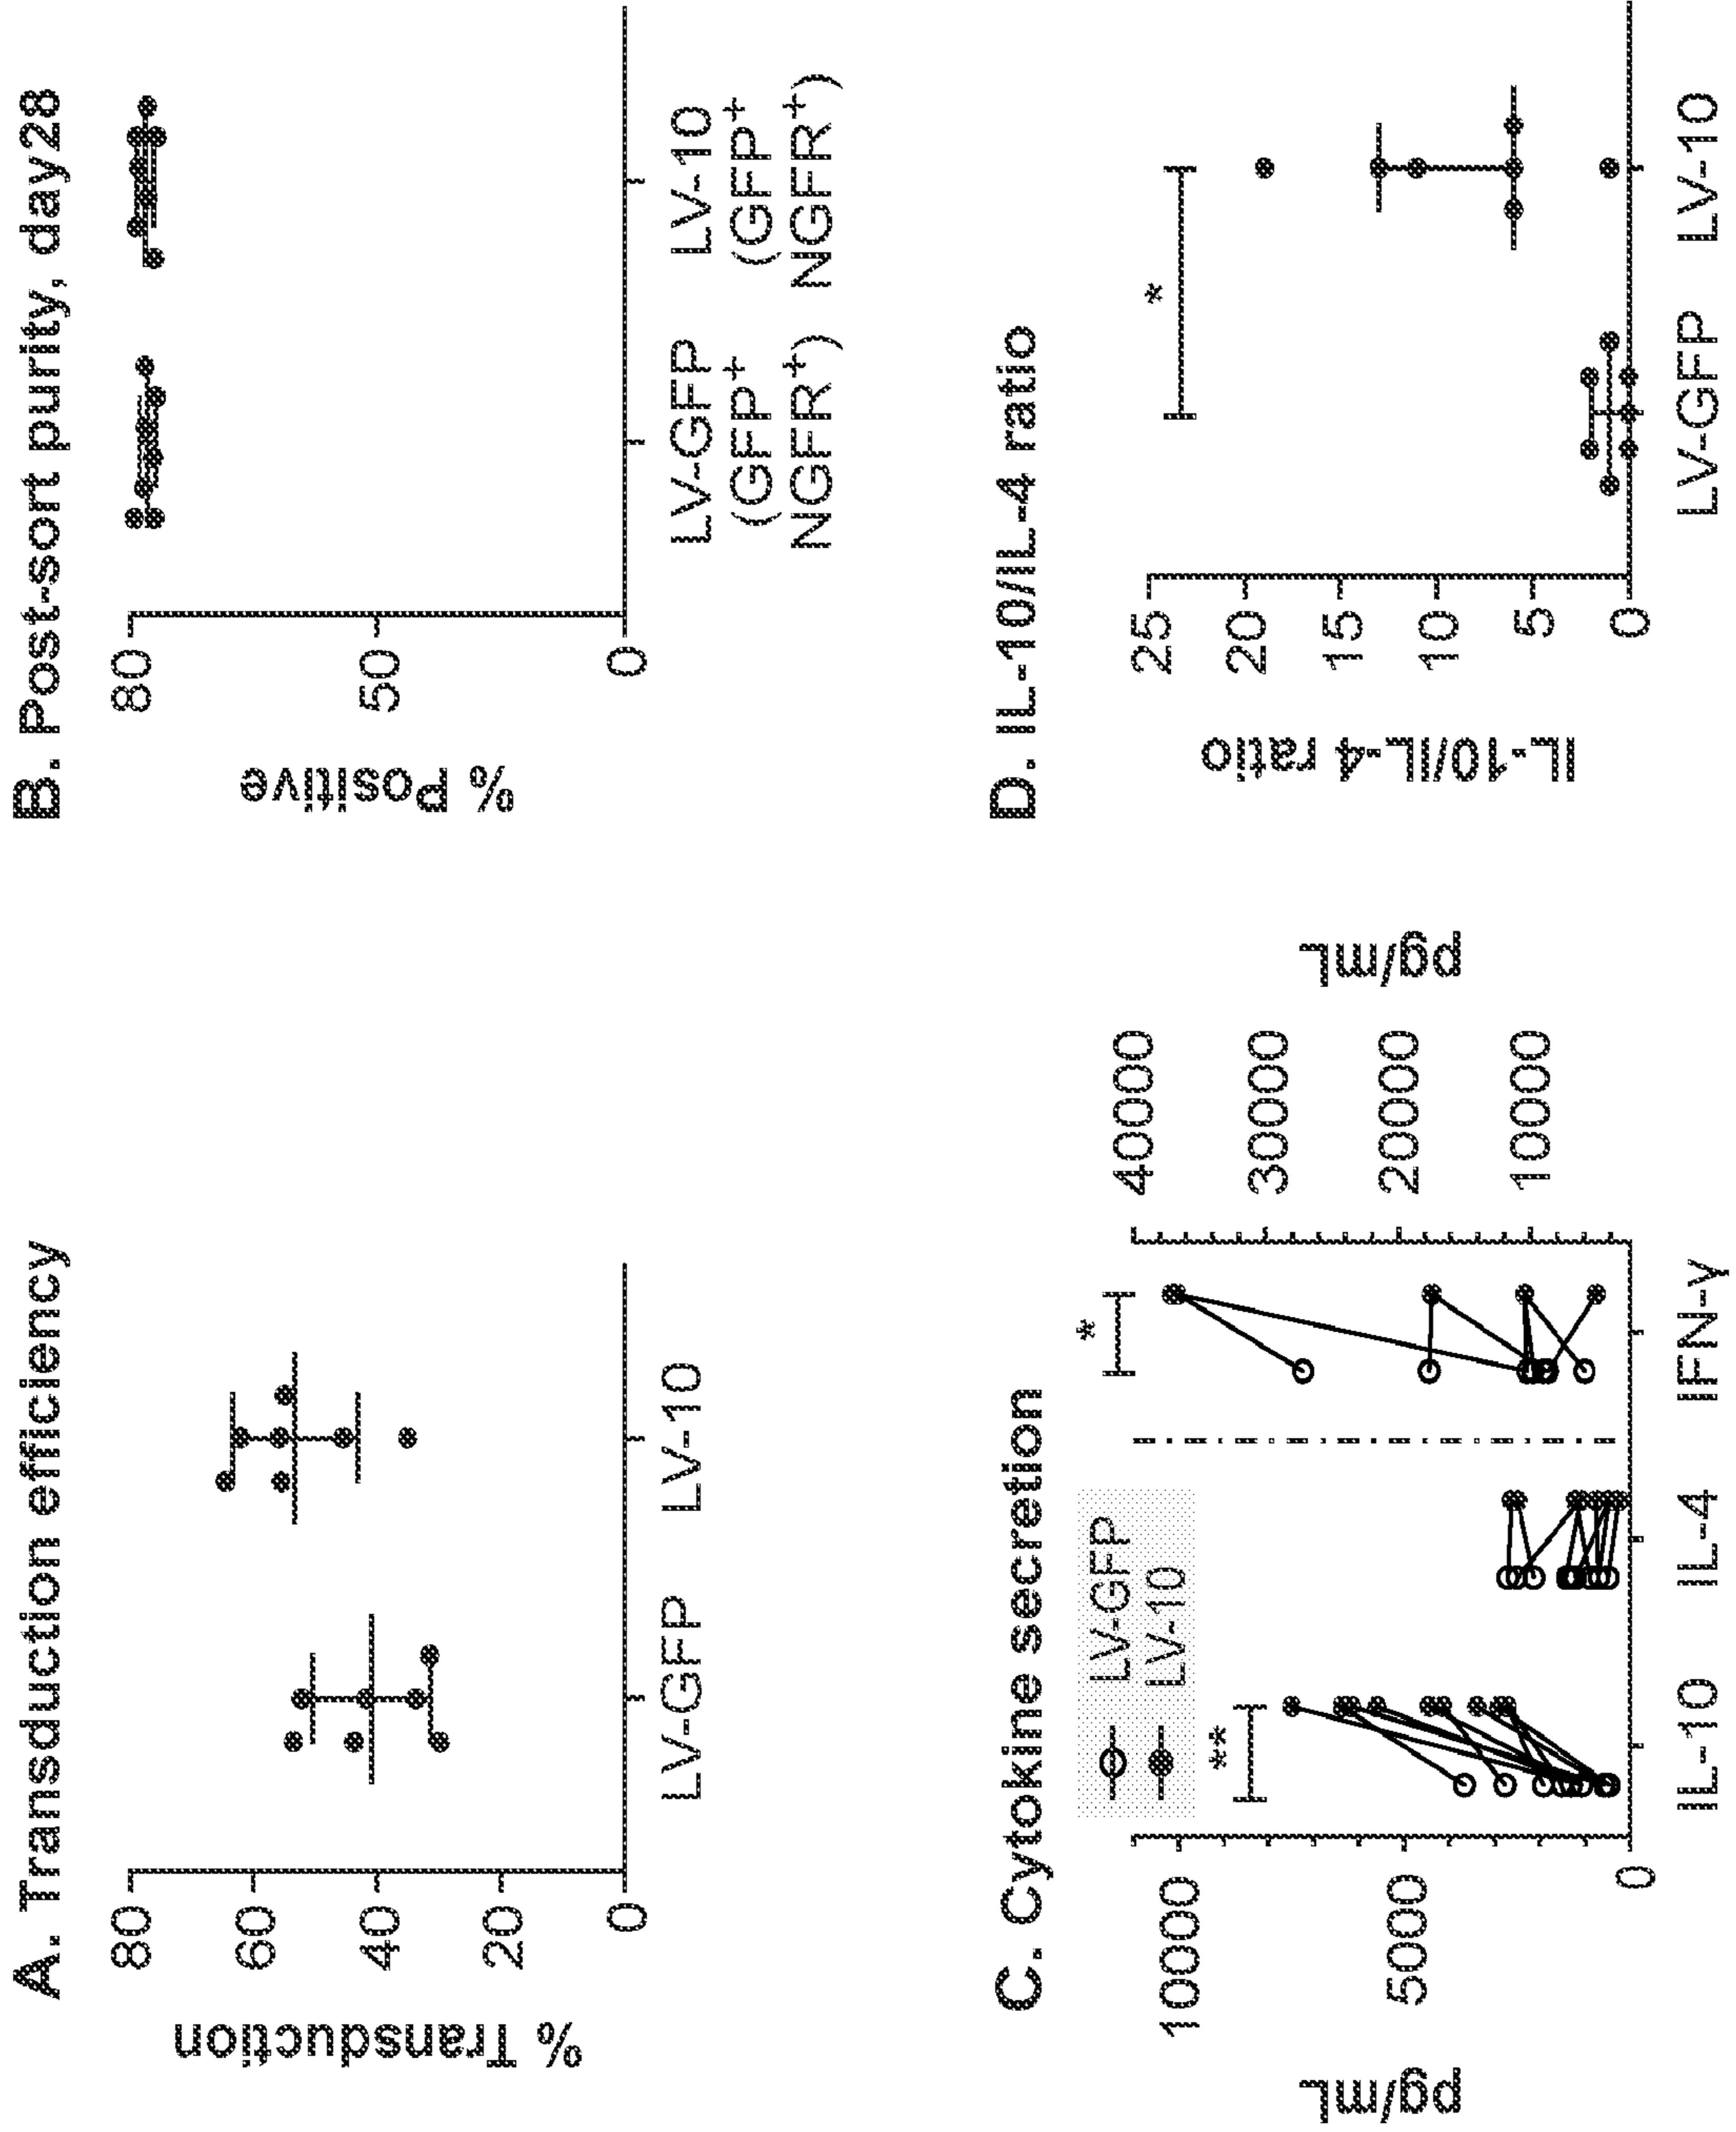 A. Transduction efficiency
% Transduction
80
60
40
20
0
LV-GFP LV-10
B. Post-sort purity, day28
% Positive
80
50
0
LV-GFP LV-10
(GFP+ (GFP+
NGFR+) NGFR+)
C. Cytokine secretion
LV-GFP
LV-10
pg/mL
10000
5000
0
**
*
40000
30000
20000
10000
pg/mL
IL-10 IL-4 IFN-γ
D. IL-10/IL-4 ratio
IL-10/IL-4 ratio
25
20
15
10
5
0
*
LV-GFP LV-10